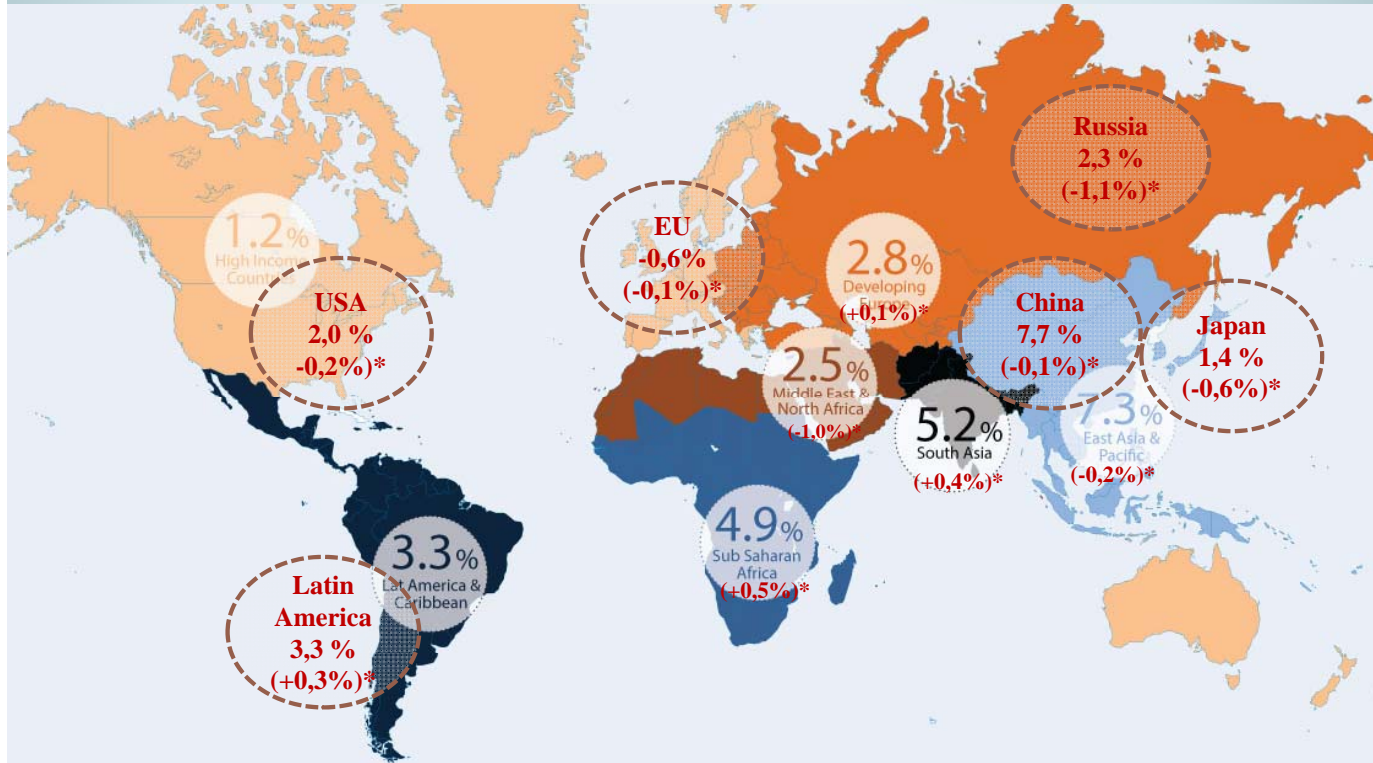 1.2%
High Income
Countries
USA
2,0 %
-0,2%)*
EU
-0,6%
(-0,1%)*
Russia
2,3 %
(-1,1%)*
2.8%
Developing
Europe
(+0,1%)*
China
7,7 %
(-0,1%)*
Japan
1,4 %
(-0,6%)*
2.5%
Middle East &
North Africa
(-1,0%)*
5.2%
South Asia
(+0,4%)*
7.3%
East Asia &
Pacific
(-0,2%)*
4.9%
Sub Saharan
Africa
(+0,5%)*
3.3%
Lat America &
Caribbean
Latin
America
3,3 %
(+0,3%)*